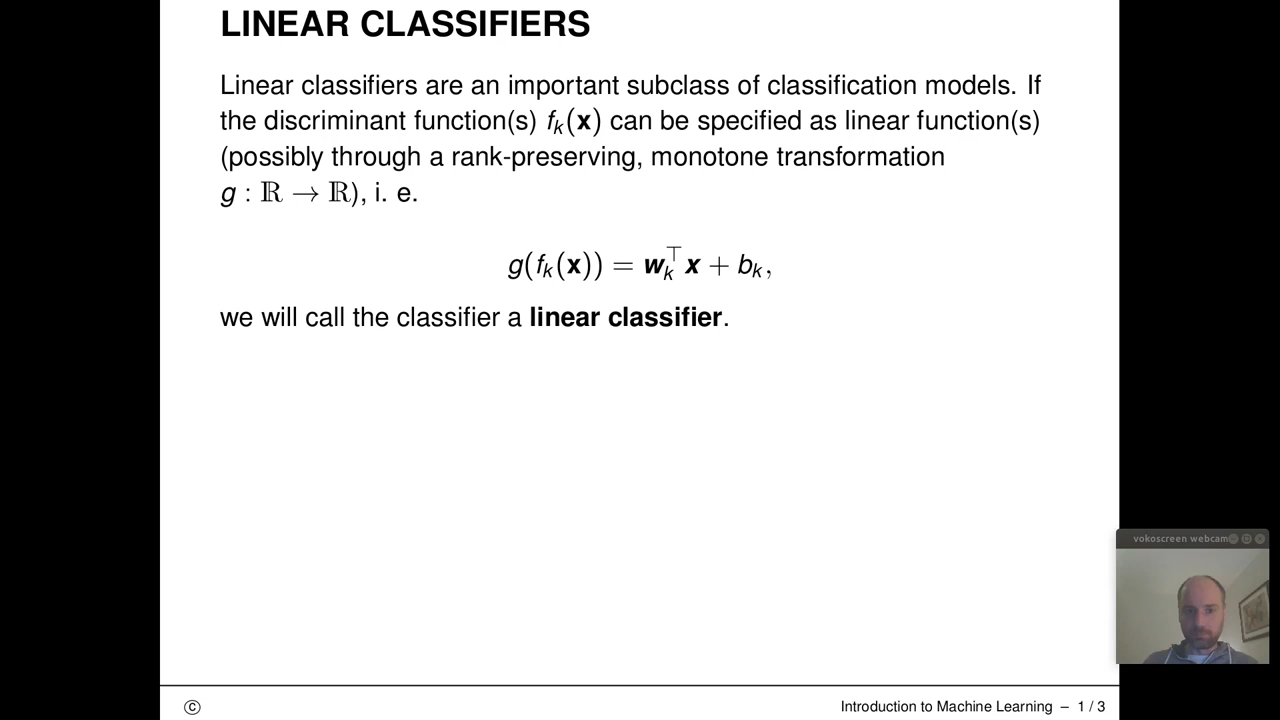 LINEAR CLASSIFIERS
Linear classifiers are an important subclass of classification models. If
the discriminant function(s) fₖ(𝐱) can be specified as linear function(s)
(possibly through a rank-preserving, monotone transformation
g : ℝ → ℝ), i. e.
g(fₖ(𝐱)) = 𝒘ₖ⊤𝒙 + bₖ,
we will call the classifier a linear classifier.
vokoscreen webcam
© Introduction to Machine Learning – 1 / 3